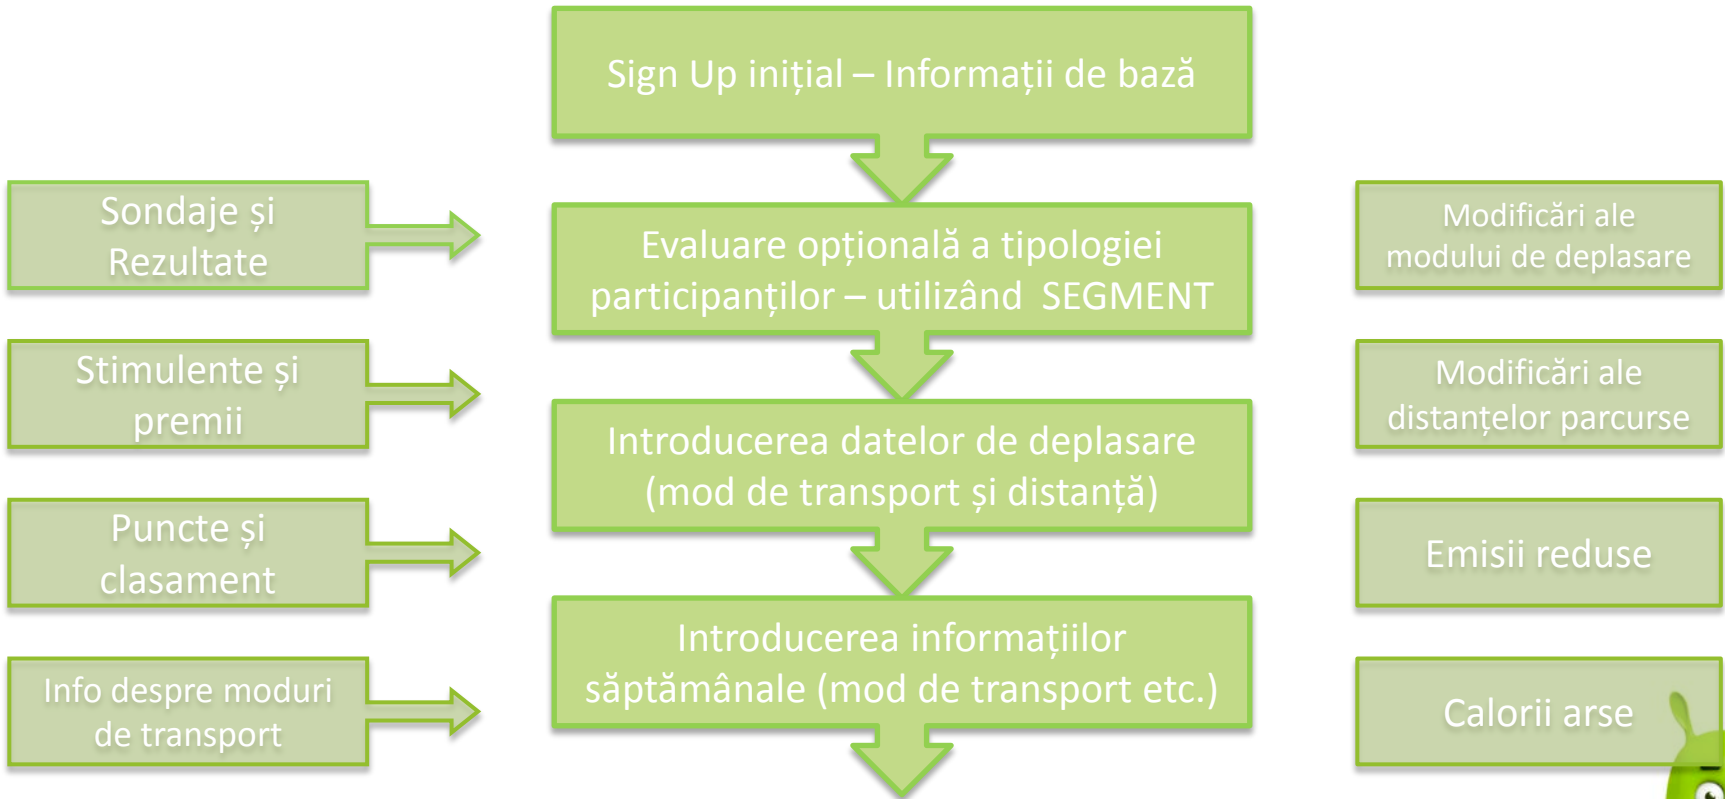 Sign Up inițial – Informații de bază
Sondaje și
Rezultate
Evaluare opțională a tipologiei
participanților – utilizând SEGMENT
Modificări ale
modului de deplasare
Stimulente și
premii
Introducerea datelor de deplasare
(mod de transport și distanță)
Modificări ale
distanțelor parcurse
Puncte și
clasament
Emisii reduse
Introducerea informațiilor
săptămânale (mod de transport etc.)
Info despre moduri
de transport
Calorii arse